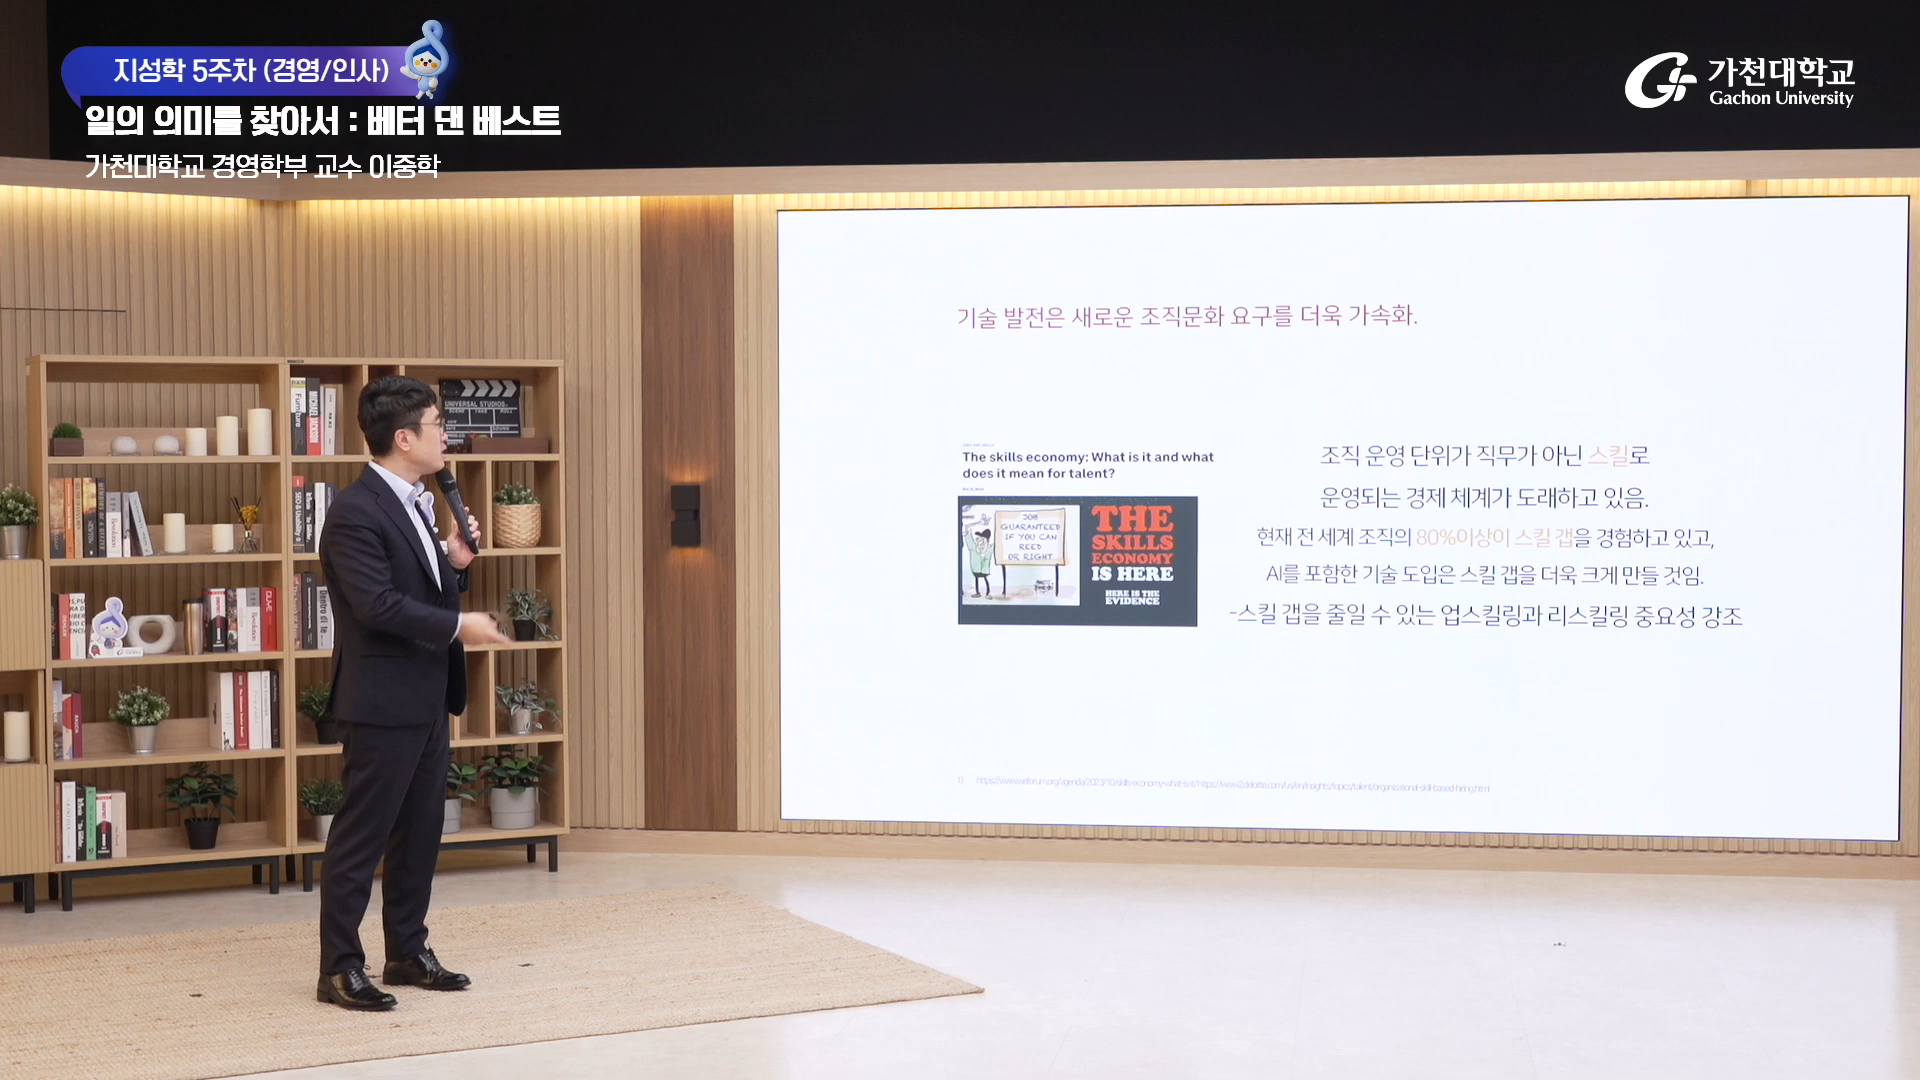 지성학 5주차 (경영/인사)
일의 의미를 찾아서 : 베터 댄 베스트
가천대학교 경영학부 교수 이중학
가천대학교
Gachon University
기술 발전은 새로운 조직문화 요구를 더욱 가속화.
The skills economy: What is it and what
does it mean for talent?
JOB
GUARANTEED
IF YOU CAN
REED
OR RIGHT
THE
SKILLS
ECONOMY
IS HERE
HERE IS THE
EVIDENCE
조직 운영 단위가 직무가 아닌 스킬로
운영되는 경제 체계가 도래하고 있음.
현재 전 세계 조직의 80%이상이 스킬 갭을 경험하고 있고,
AI를 포함한 기술 도입은 스킬 갭을 더욱 크게 만들 것임.
-스킬 갭을 줄일 수 있는 업스킬링과 리스킬링 중요성 강조
UNIVERSAL STUDIOS
SCENE TAKE ROLL
MICHAEL JACKSON
Furniture